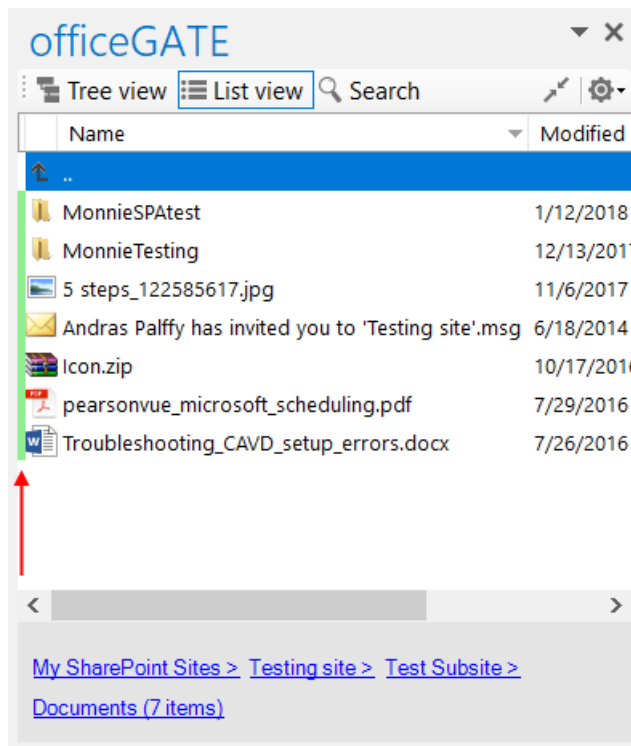 officeGATE
Tree view List view Search
Name Modified
..
MonnieSPAtest 1/12/2018
MonnieTesting 12/13/201
5 steps_122585617.jpg 11/6/2017
Andras Palffy has invited you to 'Testing site'.msg 6/18/2014
Icon.zip 10/17/2016
pearsonvue_microsoft_scheduling.pdf 7/29/2016
Troubleshooting_CAVD_setup_errors.docx 7/26/2016
My SharePoint Sites > Testing site > Test Subsite >
Documents (7 items)